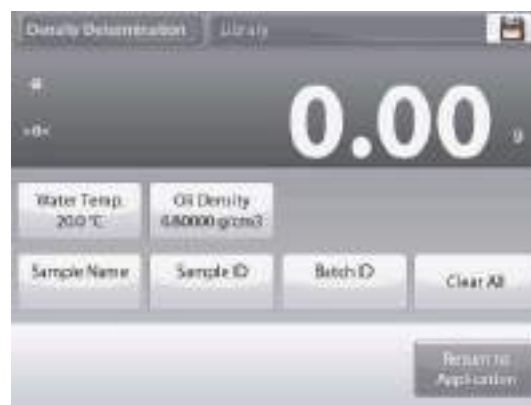 Density Determination Library
>0<
0.00 g
Water Temp. Oil Density
20.0 °C 0.80000 g/cm3
Sample Name Sample ID Batch ID Clear All
Return to
Application